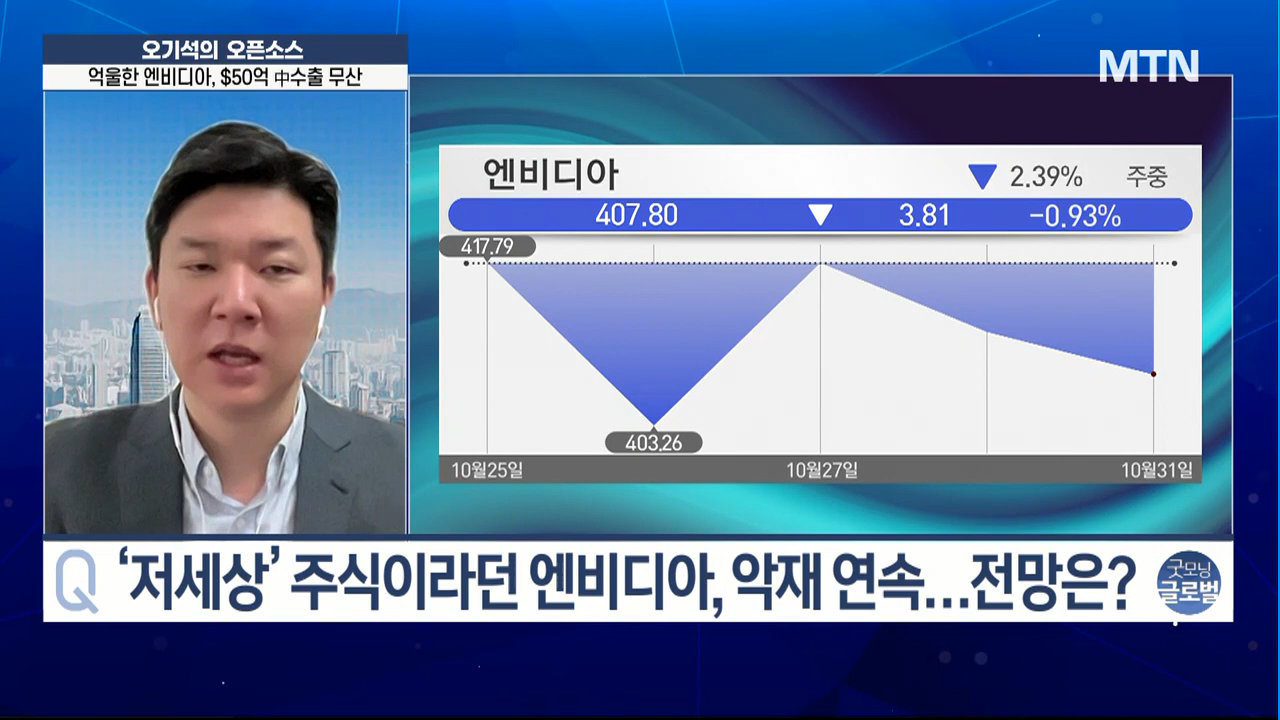 오기석의 오픈소스
억울한 엔비디아, $50억 中수출 무산
MTN
엔비디아 ▼ 2.39% 주중
407.80 ▼ 3.81 -0.93%
417.79
403.26
10월25일 10월27일 10월31일
Q '저세상' 주식이라던 엔비디아, 악재 연속...전망은?
굿모닝
글로벌